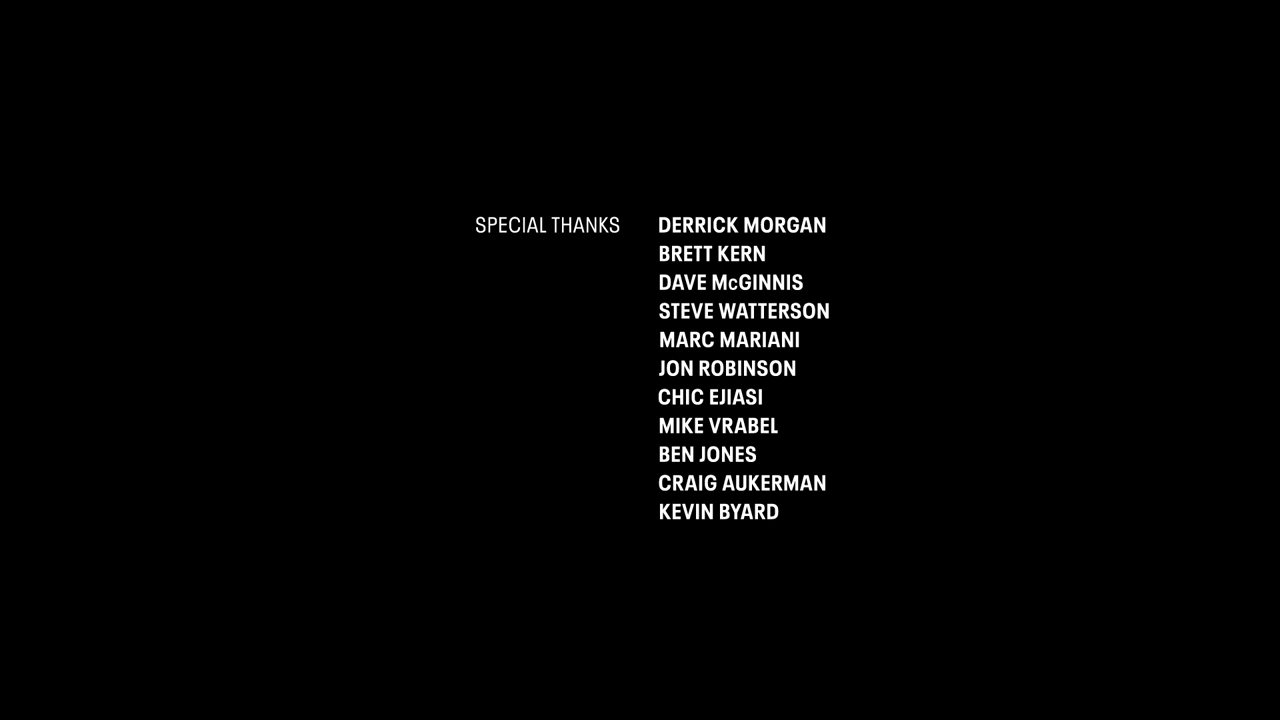 SPECIAL THANKS DERRICK MORGAN
BRETT KERN
DAVE McGINNIS
STEVE WATTERSON
MARC MARIANI
JON ROBINSON
CHIC EJIASI
MIKE VRABEL
BEN JONES
CRAIG AUKERMAN
KEVIN BYARD